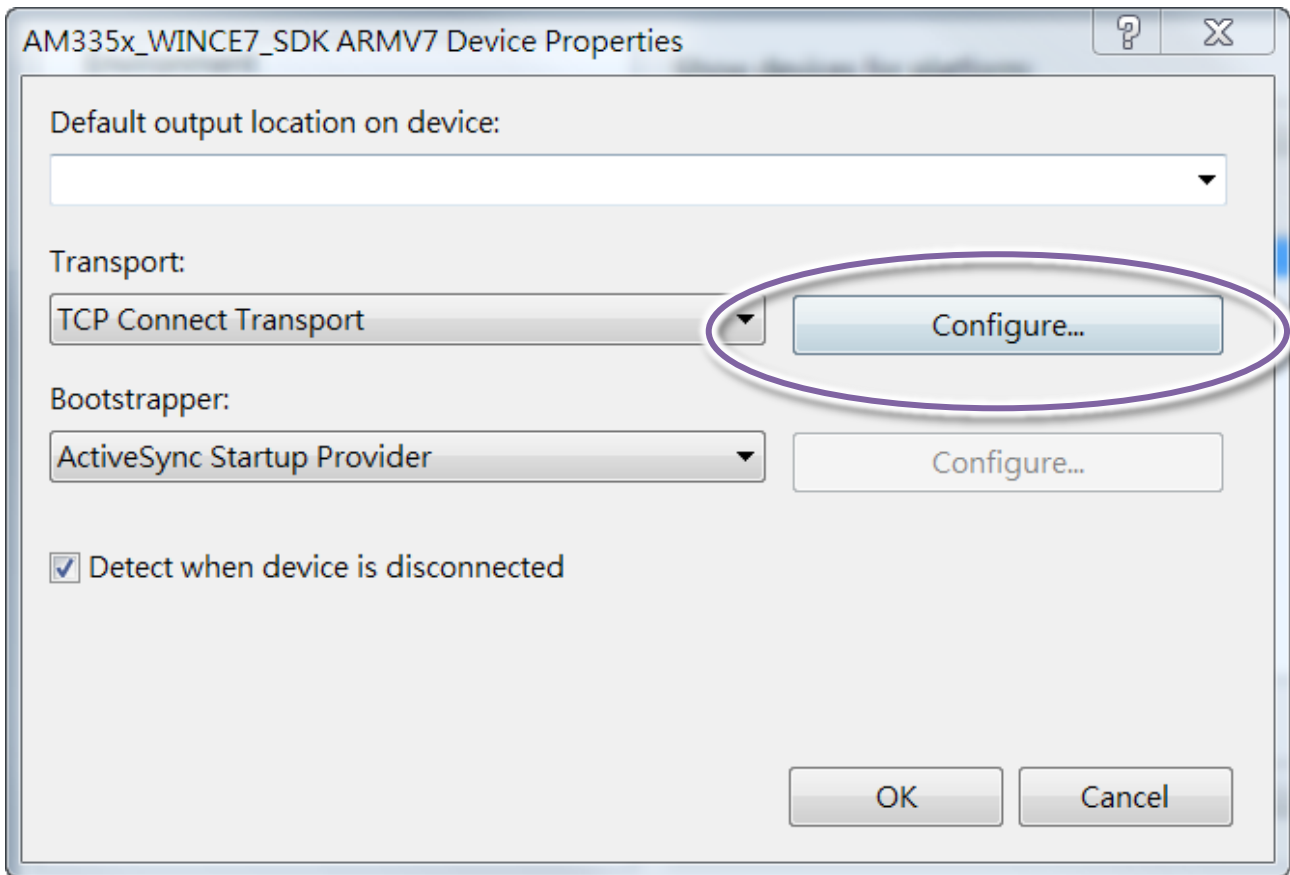 AM335x_WINCE7_SDK ARMV7 Device Properties
Default output location on device:
Transport:
TCP Connect Transport
Configure...
Bootstrapper:
ActiveSync Startup Provider
Configure...
Detect when device is disconnected
OK
Cancel